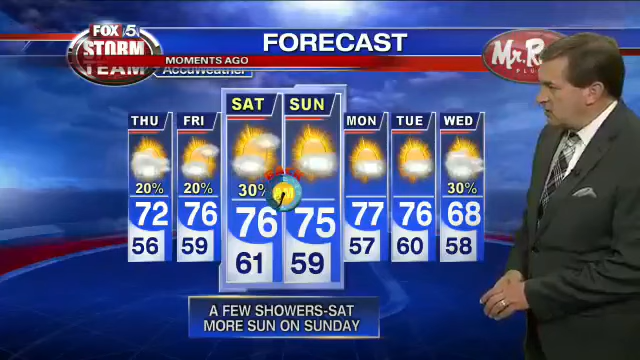 FOX 5
STORM
TEAM
MOMENTS AGO
AccuWeather
FORECAST
THU
FRI
SAT
SUN
MON
TUE
WED
20%
20%
30%
30%
72
76
76
75
77
76
68
56
59
61
59
57
60
58
A FEW SHOWERS-SAT
MORE SUN ON SUNDAY